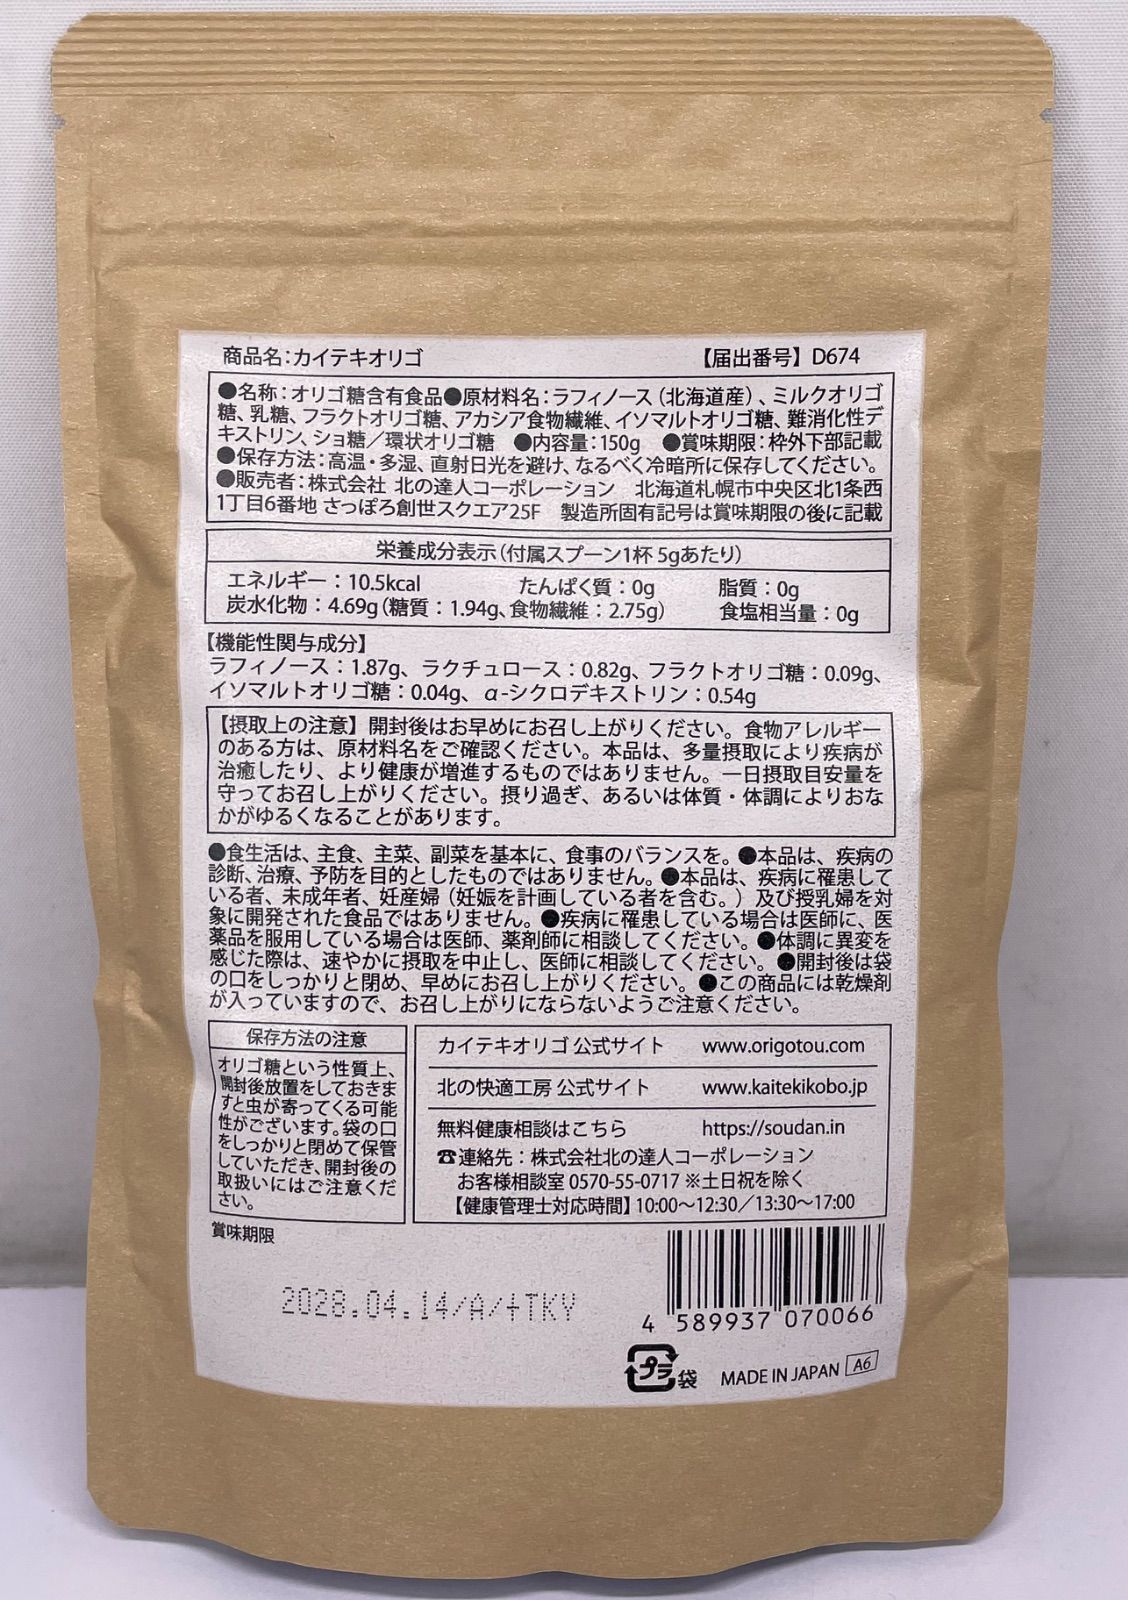 商品名：カイテキオリゴ　【届出番号】D674
●名称：オリゴ糖含有食品●原材料名：ラフィノース（北海道産）、ミルクオリゴ
糖、乳糖、フラクトオリゴ糖、アカシア食物繊維、イソマルトオリゴ糖、難消化性デ
キストリン、ショ糖／環状オリゴ糖　●内容量：150g　●賞味期限：枠外下部記載
●保存方法：高温・多湿、直射日光を避け、なるべく冷暗所に保存してください。
●販売者：株式会社 北の達人コーポレーション　北海道札幌市中央区北1条西
1丁目6番地 さっぽろ創世スクエア25F　製造所固有記号は賞味期限の後に記載
栄養成分表示（付属スプーン1杯 5gあたり）
エネルギー：10.5kcal　たんぱく質：0g　脂質：0g
炭水化物：4.69g（糖質：1.94g、食物繊維：2.75g）　食塩相当量：0g
【機能性関与成分】
ラフィノース：1.87g、ラクチュロース：0.82g、フラクトオリゴ糖：0.09g、
イソマルトオリゴ糖：0.04g、α-シクロデキストリン：0.54g
【摂取上の注意】開封後はお早めにお召し上がりください。食物アレルギー
のある方は、原材料名をご確認ください。本品は、多量摂取により疾病が
治癒したり、より健康が増進するものではありません。一日摂取目安量を
守ってお召し上がりください。摂り過ぎ、あるいは体質・体調によりおな
かがゆるくなることがあります。
●食生活は、主食、主菜、副菜を基本に、食事のバランスを。●本品は、疾病の
診断、治療、予防を目的としたものではありません。●本品は、疾病に罹患して
いる者、未成年者、妊産婦（妊娠を計画している者を含む。）及び授乳婦を対
象に開発された食品ではありません。●疾病に罹患している場合は医師に、医
薬品を服用している場合は医師、薬剤師に相談してください。●体調に異変を
感じた際は、速やかに摂取を中止し、医師に相談してください。●開封後は袋
の口をしっかりと閉め、早めにお召し上がりください。●この商品には乾燥剤
が入っていますので、お召し上がりにならないようご注意ください。
保存方法の注意
オリゴ糖という性質上、
開封後放置をしておきま
すと虫が寄ってくる可能
性がございます。袋の口
をしっかりと閉めて保管
していただき、開封後の
取扱いにはご注意くだ
さい。
カイテキオリゴ 公式サイト　www.origotou.com
北の快適工房 公式サイト　www.kaitekikobo.jp
無料健康相談はこちら　https://soudan.in
☎連絡先：株式会社北の達人コーポレーション
お客様相談室 0570-55-0717 ※土日祝を除く
【健康管理士対応時間】10:00～12:30／13:30～17:00
賞味期限
2028.04.14/A/+TKY
4 589937 070066
プラ 袋　MADE IN JAPAN A6